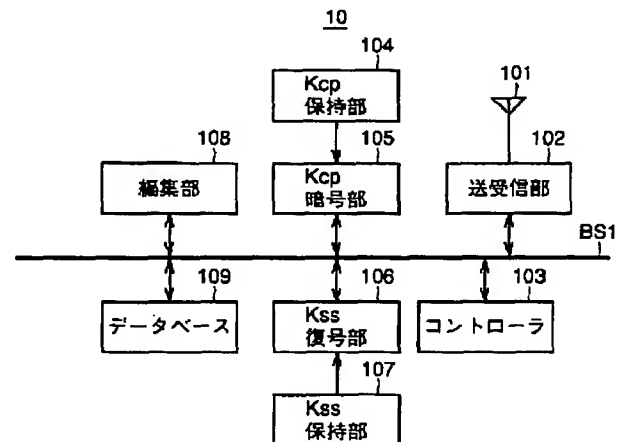 10
104
Kcp
保持部
101
108
105
102
編集部
Kcp
暗号部
送受信部
BS1
109
106
103
データベース
Kss
復号部
コントローラ
107
Kss
保持部